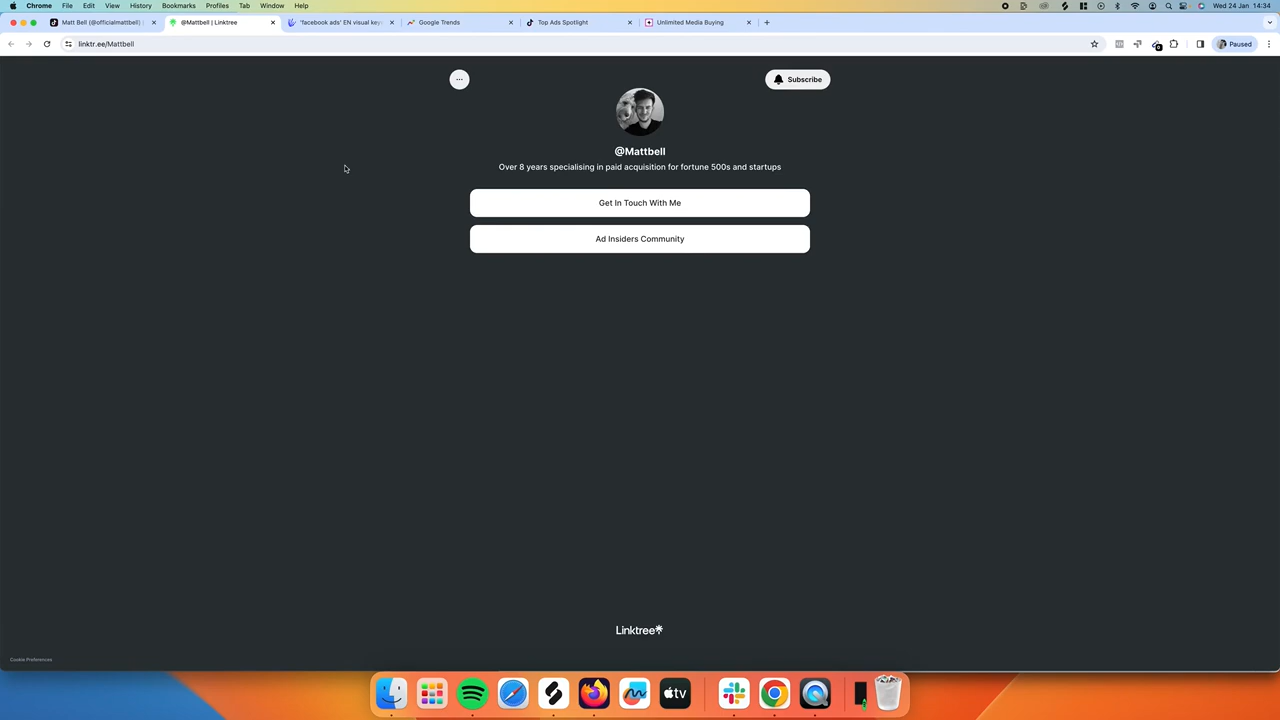 Chrome File Edit View History Bookmarks Profiles Tab Window Help
Wed 24 Jan 14:34
Matt Bell (@officialmattbell) |
@Mattbell | Linktree
'facebook ads' EN visual key
Google Trends
Top Ads Spotlight
Unlimited Media Buying
linktr.ee/Mattbell
Paused
Subscribe
@Mattbell
Over 8 years specialising in paid acquisition for fortune 500s and startups
Get In Touch With Me
Ad Insiders Community
Linktree
Cookie Preferences
tv